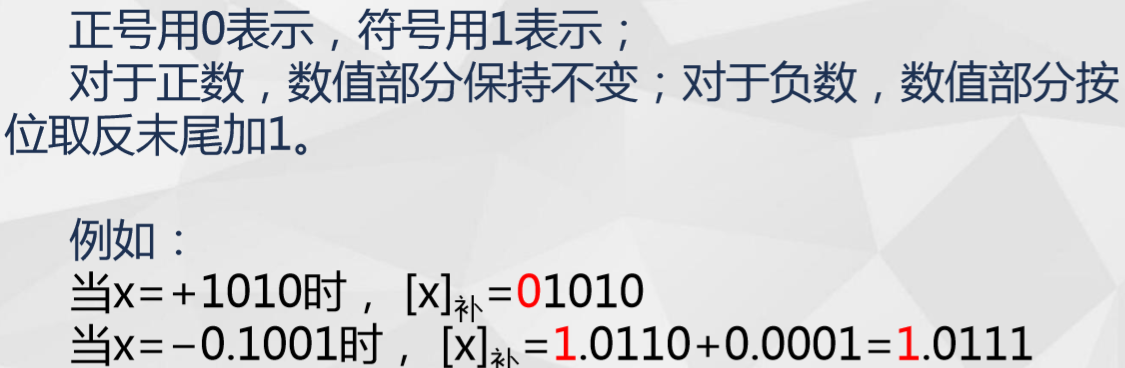 正号用0表示，符号用1表示；
对于正数，数值部分保持不变；对于负数，数值部分按
位取反末尾加1。
例如：
当x=+1010时， [x]补=01010
当x=−0.1001时， [x]补=1.0110+0.0001=1.0111